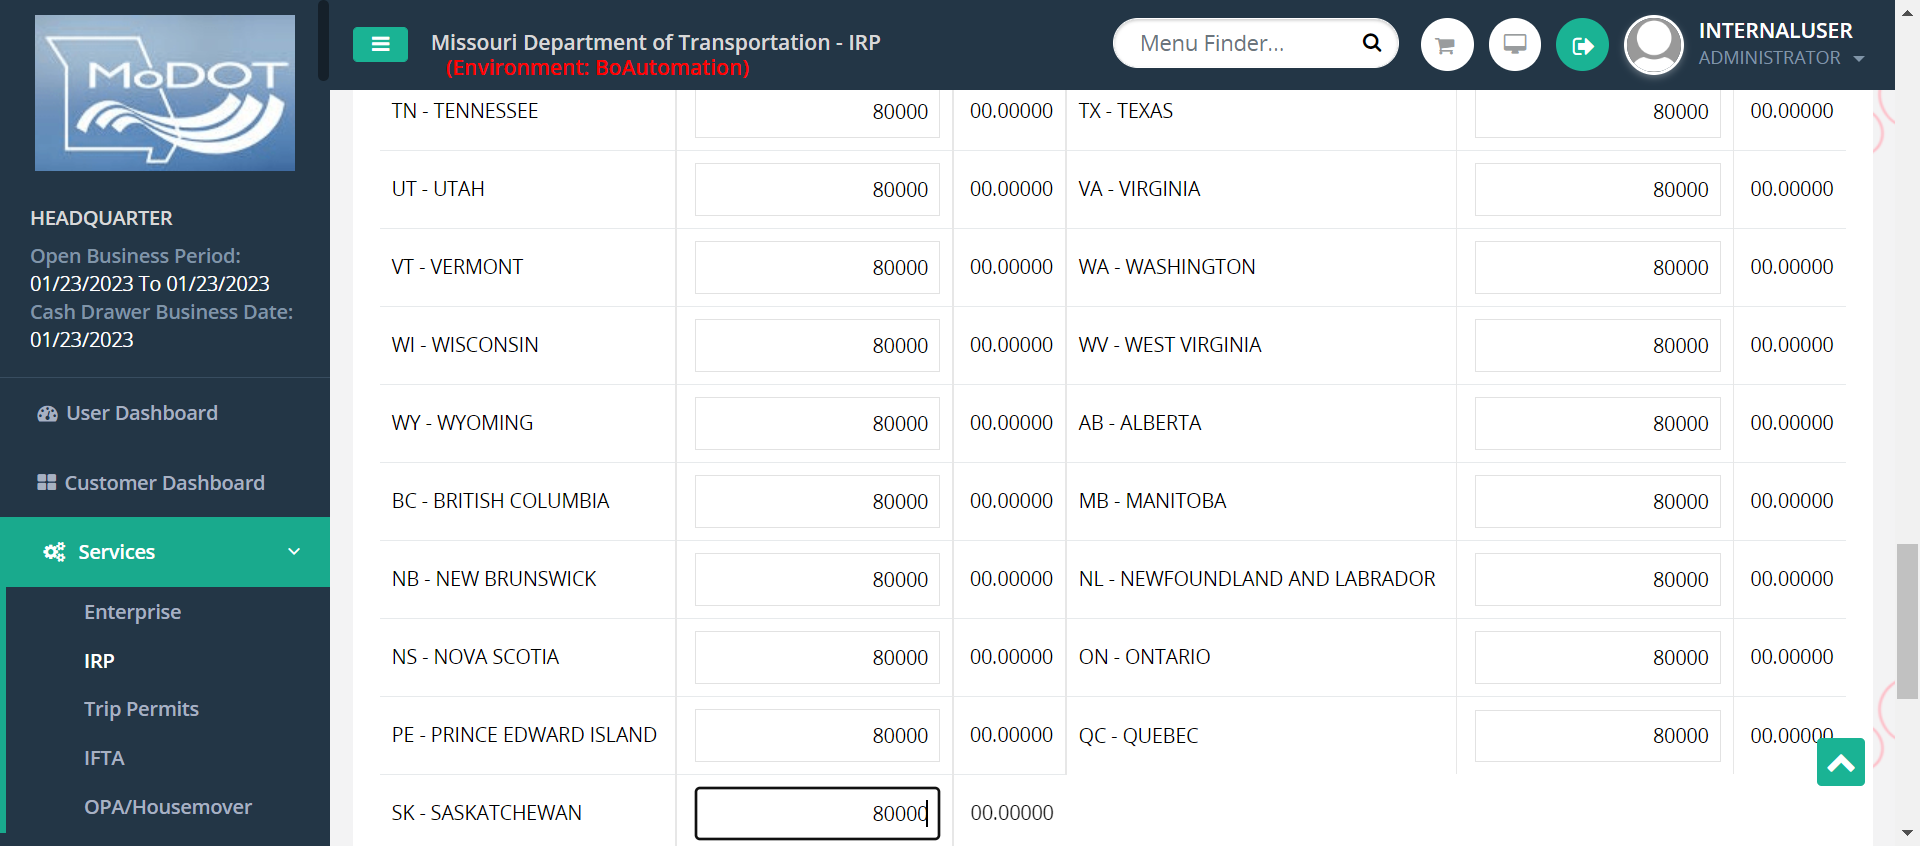 MoDOT
HEADQUARTER
Open Business Period:
01/23/2023 To 01/23/2023
Cash Drawer Business Date:
01/23/2023
User Dashboard
Customer Dashboard
Services
Enterprise
IRP
Trip Permits
IFTA
OPA/Housemover
Missouri Department of Transportation - IRP
(Environment: BoAutomation)
Menu Finder...
INTERNALUSER
ADMINISTRATOR
TN - TENNESSEE 80000 00.00000 TX - TEXAS 80000 00.00000
UT - UTAH 80000 00.00000 VA - VIRGINIA 80000 00.00000
VT - VERMONT 80000 00.00000 WA - WASHINGTON 80000 00.00000
WI - WISCONSIN 80000 00.00000 WV - WEST VIRGINIA 80000 00.00000
WY - WYOMING 80000 00.00000 AB - ALBERTA 80000 00.00000
BC - BRITISH COLUMBIA 80000 00.00000 MB - MANITOBA 80000 00.00000
NB - NEW BRUNSWICK 80000 00.00000 NL - NEWFOUNDLAND AND LABRADOR 80000 00.00000
NS - NOVA SCOTIA 80000 00.00000 ON - ONTARIO 80000 00.00000
PE - PRINCE EDWARD ISLAND 80000 00.00000 QC - QUEBEC 80000 00.00000
SK - SASKATCHEWAN 80000 00.00000